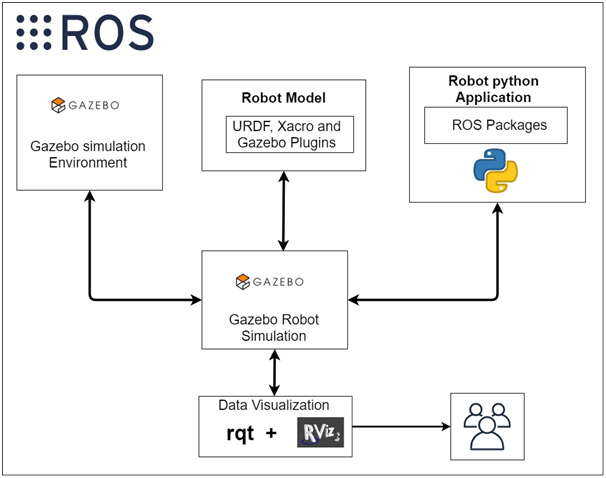 ROS
GAZEBO
Gazebo simulation
Environment
Robot Model
URDF, Xacro and
Gazebo Plugins
Robot python
Application
ROS Packages
GAZEBO
Gazebo Robot
Simulation
Data Visualization
rqt + RViz